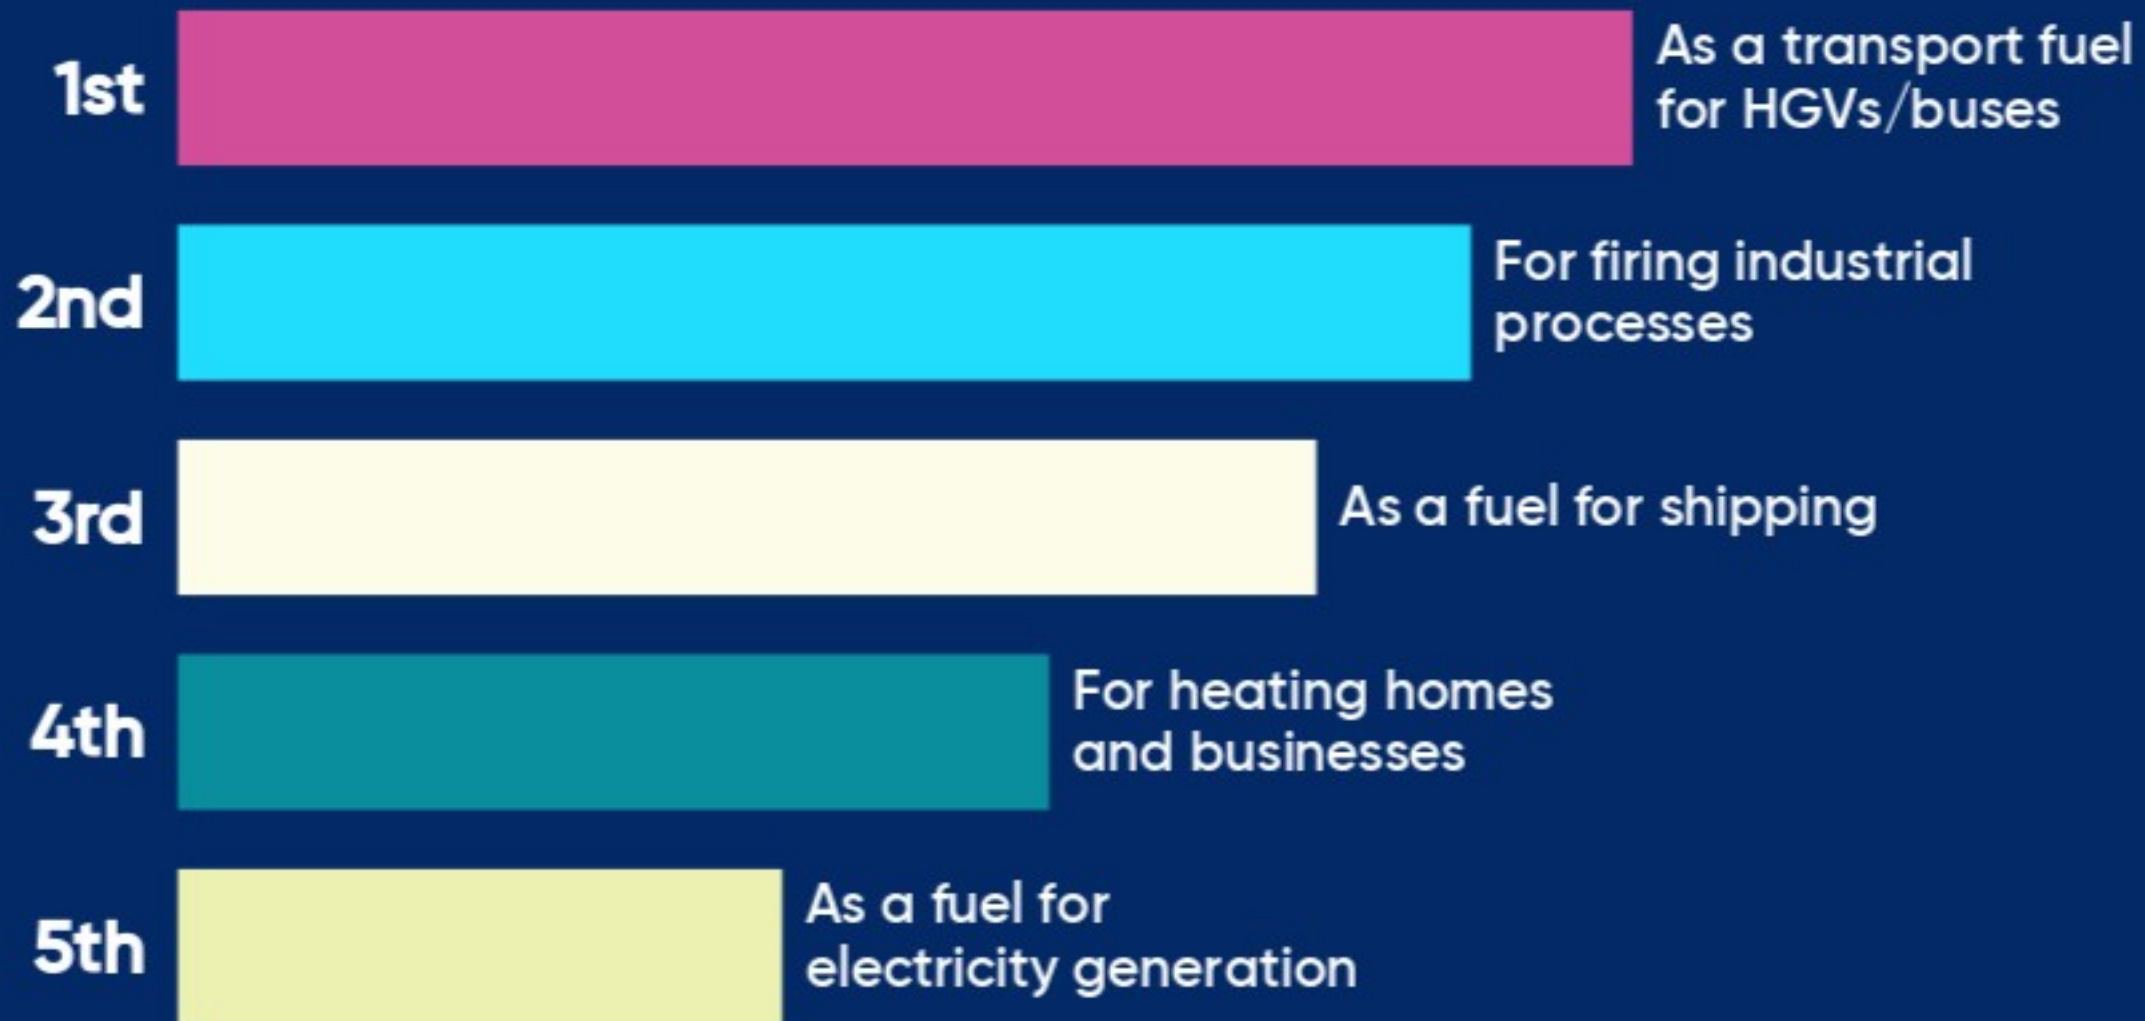 1st
As a transport fuel
for HGVs/buses
2nd
For firing industrial
processes
3rd
As a fuel for shipping
4th
For heating homes
and businesses
5th
As a fuel for
electricity generation